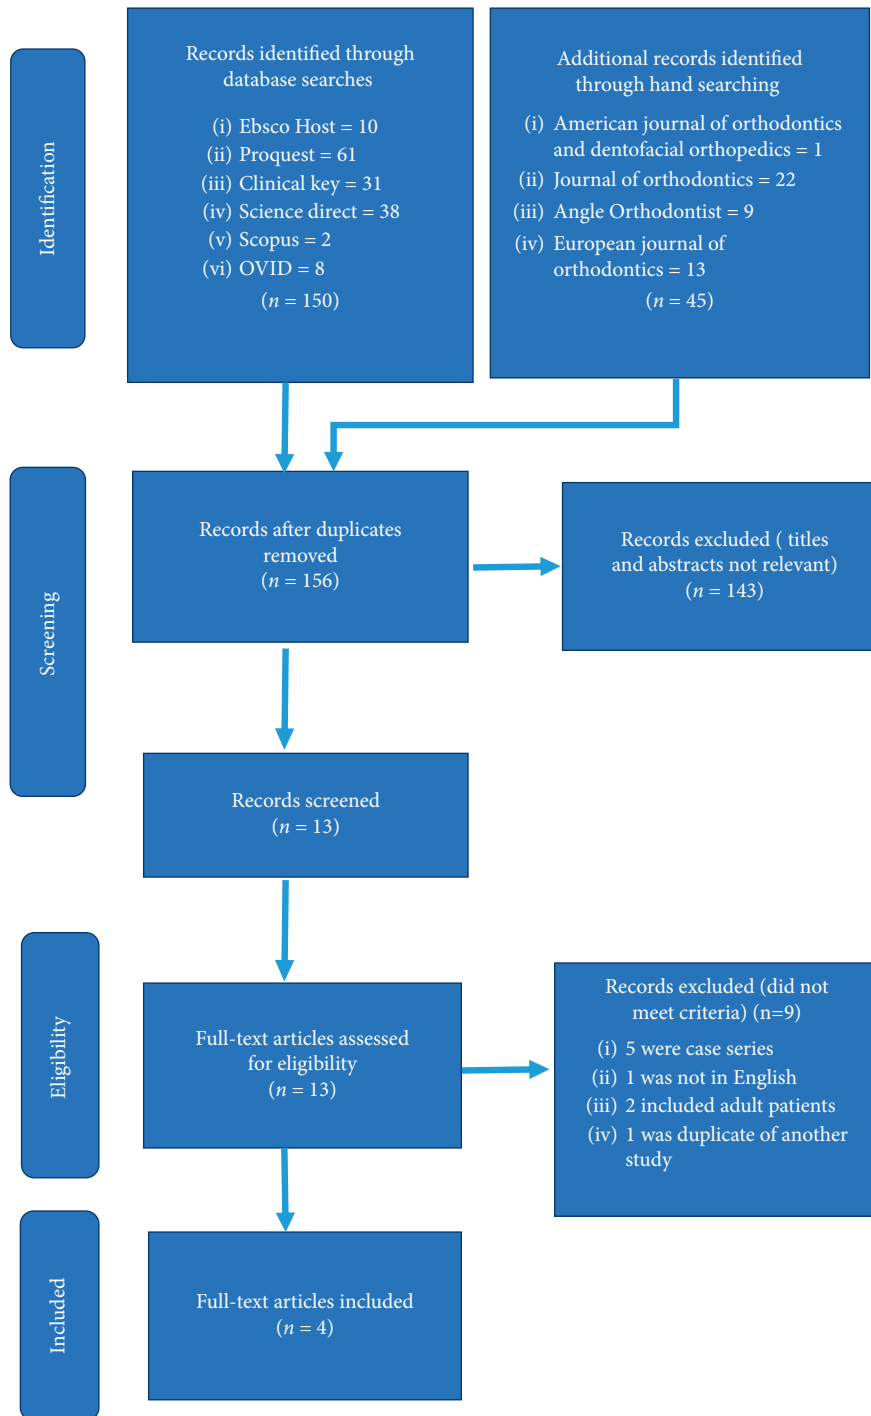 Identification
Records identified through
database searches
(i) Ebsco Host = 10
(ii) Proquest = 61
(iii) Clinical key = 31
(iv) Science direct = 38
(v) Scopus = 2
(vi) OVID = 8
(n = 150)
Additional records identified
through hand searching
(i) American journal of orthodontics
and dentofacial orthopedics = 1
(ii) Journal of orthodontics = 22
(iii) Angle Orthodontist = 9
(iv) European journal of
orthodontics = 13
(n = 45)
Screening
Records after duplicates
removed
(n = 156)
Records excluded ( titles
and abstracts not relevant)
(n = 143)
Records screened
(n = 13)
Eligibility
Full-text articles assessed
for eligibility
(n = 13)
Records excluded (did not
meet criteria) (n=9)
(i) 5 were case series
(ii) 1 was not in English
(iii) 2 included adult patients
(iv) 1 was duplicate of another
study
Included
Full-text articles included
(n = 4)